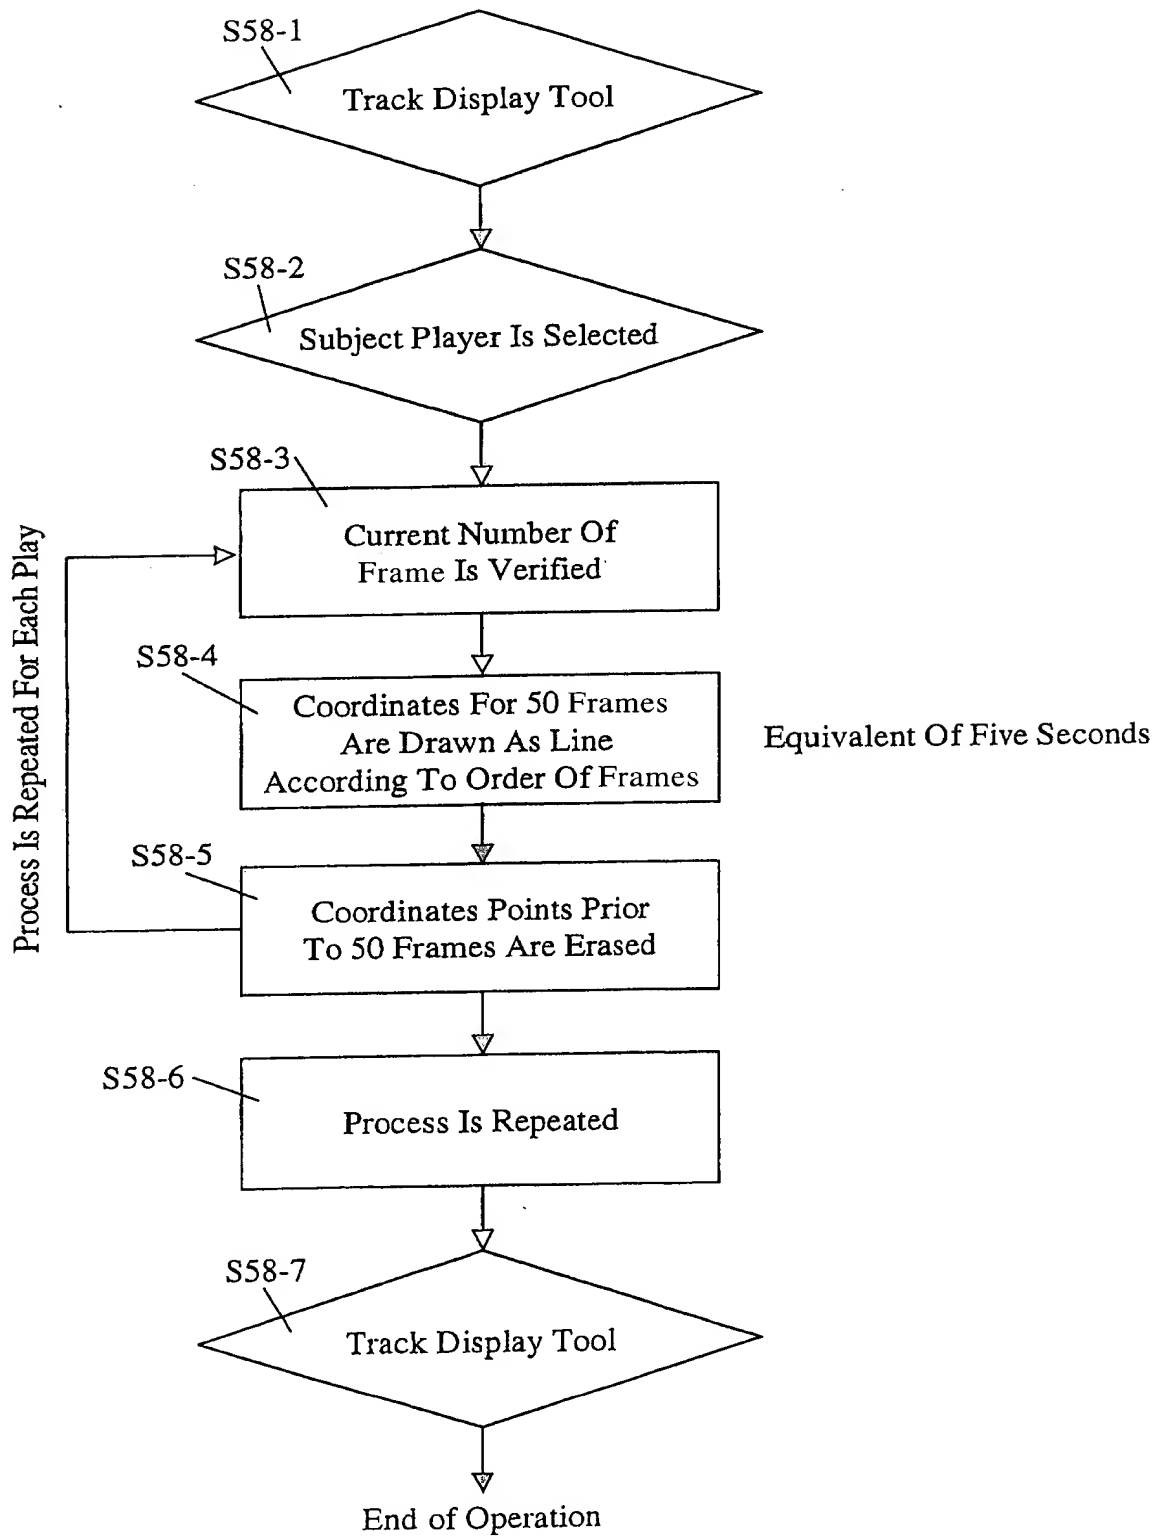 S58-1
Track Display Tool
S58-2
Subject Player Is Selected
S58-3
Current Number Of
Frame Is Verified
Process Is Repeated For Each Play
S58-4
Coordinates For 50 Frames
Are Drawn As Line
According To Order Of Frames
Equivalent Of Five Seconds
S58-5
Coordinates Points Prior
To 50 Frames Are Erased
S58-6
Process Is Repeated
S58-7
Track Display Tool
End of Operation